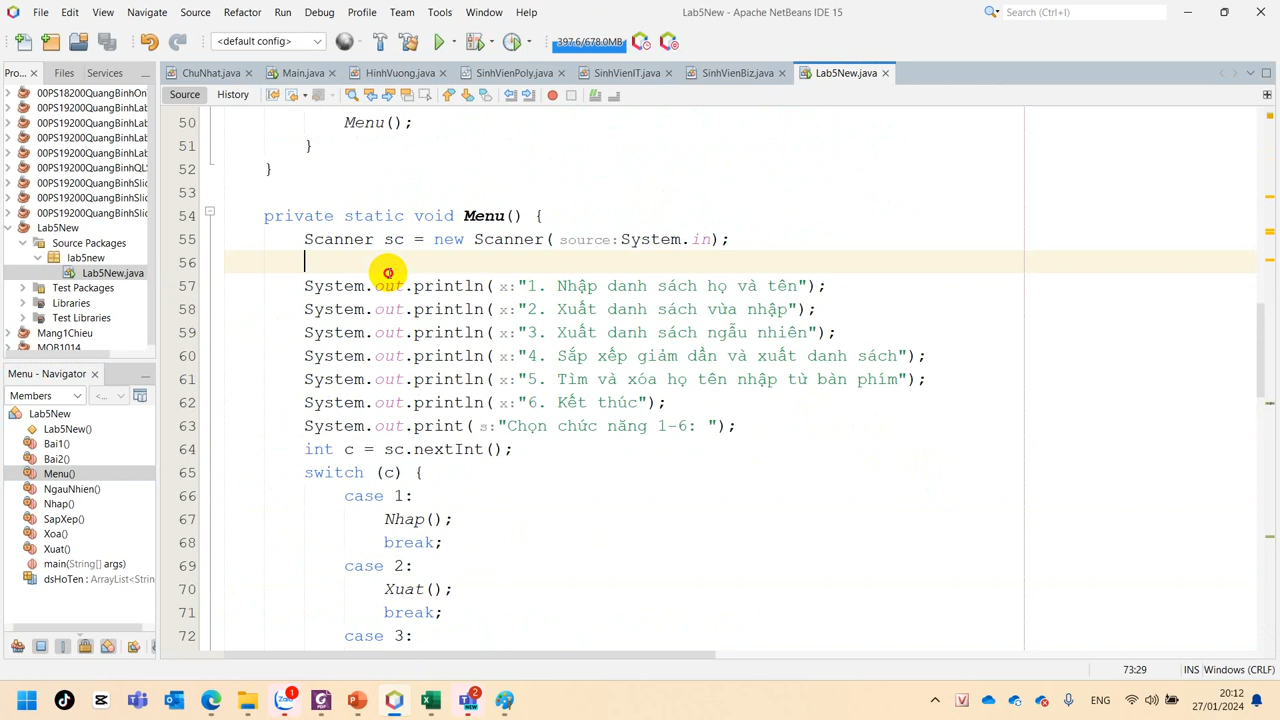 File Edit View Navigate Source Refactor Run Debug Profile Team Tools Window Help Lab5New - Apache NetBeans IDE 15 Search (Ctrl+I)
<default config> 397.6/678.0MB
Pro... Files Services ChuNhat.java Main.java HinhVuong.java SinhVienPoly.java SinhVienIT.java SinhVienBiz.java Lab5New.java
Source History
00PS18200QuangBinhOn
00PS19200QuangBinhLab
00PS19200QuangBinhLab
00PS19200QuangBinhLab
00PS19200QuangBinhLab
00PS19200QuangBinhQL
00PS19200QuangBinhSlic
00PS19200QuangBinhSlic
00PS19200QuangBinhSlic
Lab5New
Source Packages
lab5new
Lab5New.java
Test Packages
Libraries
Test Libraries
Mang1Chieu
MOB1014
Menu - Navigator
Members <...
Lab5New
Lab5New()
Bai1()
Bai2()
Menu()
NgauNhien()
Nhap()
SapXep()
Xoa()
Xuat()
main(String[] args)
dsHoTen : ArrayList<String
50 Menu();
51 }
52 }
53
54 private static void Menu() {
55 Scanner sc = new Scanner(source:System.in);
56
57 System.out.println(x:"1. Nhập danh sách họ và tên");
58 System.out.println(x:"2. Xuất danh sách vừa nhập");
59 System.out.println(x:"3. Xuất danh sách ngẫu nhiên");
60 System.out.println(x:"4. Sắp xếp giảm dần và xuất danh sách");
61 System.out.println(x:"5. Tìm và xóa họ tên nhập từ bàn phím");
62 System.out.println(x:"6. Kết thúc");
63 System.out.print(s:"Chọn chức năng 1-6: ");
64 int c = sc.nextInt();
65 switch (c) {
66 case 1:
67 Nhap();
68 break;
69 case 2:
70 Xuat();
71 break;
72 case 3:
73:29 INS Windows (CRLF)
Zalo 1 2 NEW V ENG 20:12
27/01/2024